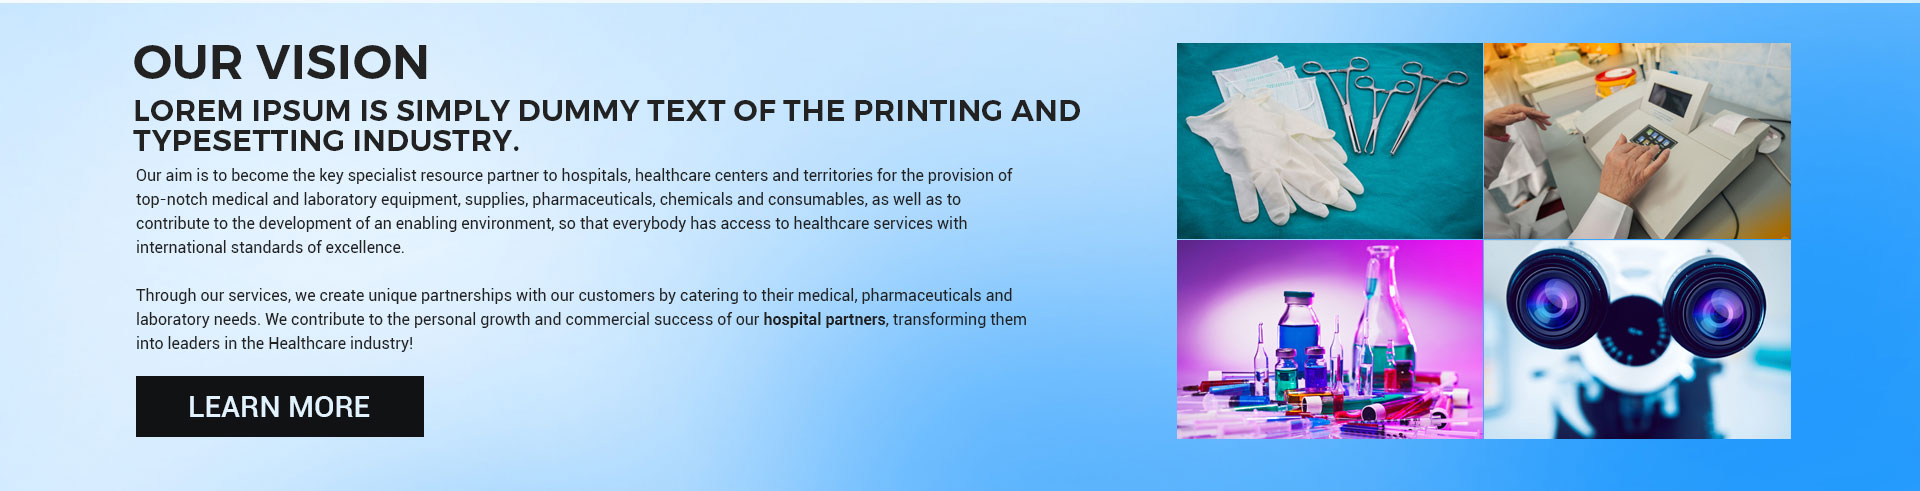 OUR VISION
LOREM IPSUM IS SIMPLY DUMMY TEXT OF THE PRINTING AND
TYPESETTING INDUSTRY.
Our aim is to become the key specialist resource partner to hospitals, healthcare centers and territories for the provision of
top-notch medical and laboratory equipment, supplies, pharmaceuticals, chemicals and consumables, as well as to
contribute to the development of an enabling environment, so that everybody has access to healthcare services with
international standards of excellence.
Through our services, we create unique partnerships with our customers by catering to their medical, pharmaceuticals and
laboratory needs. We contribute to the personal growth and commercial success of our hospital partners, transforming them
into leaders in the Healthcare industry!
LEARN MORE